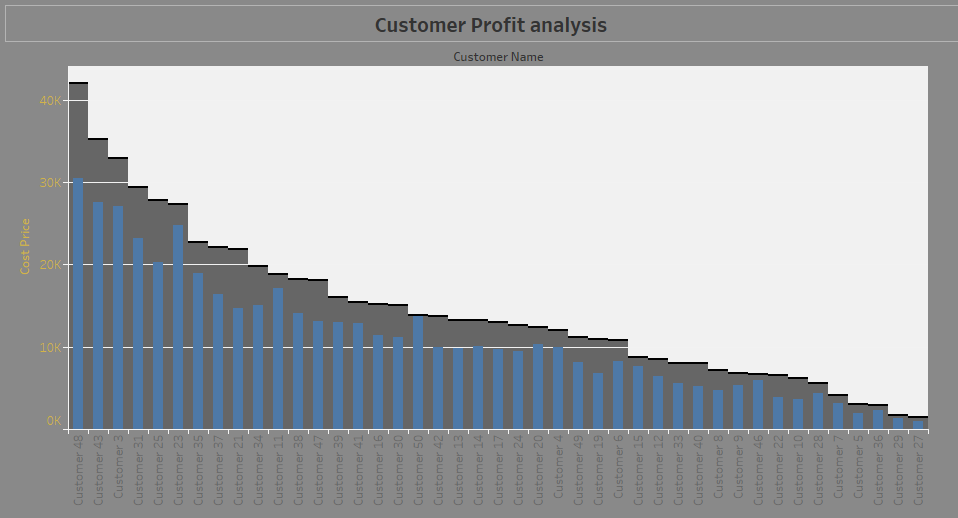 Customer Profit analysis
Customer Name
Cost Price
40K
30K
20K
10K
0K
Customer 48
Customer 43
Customer 3
Customer 31
Customer 25
Customer 23
Customer 35
Customer 37
Customer 21
Customer 34
Customer 11
Customer 38
Customer 47
Customer 39
Customer 41
Customer 16
Customer 30
Customer 50
Customer 42
Customer 13
Customer 14
Customer 17
Customer 24
Customer 20
Customer 4
Customer 49
Customer 19
Customer 6
Customer 15
Customer 12
Customer 33
Customer 40
Customer 8
Customer 9
Customer 46
Customer 22
Customer 10
Customer 28
Customer 7
Customer 5
Customer 36
Customer 29
Customer 27